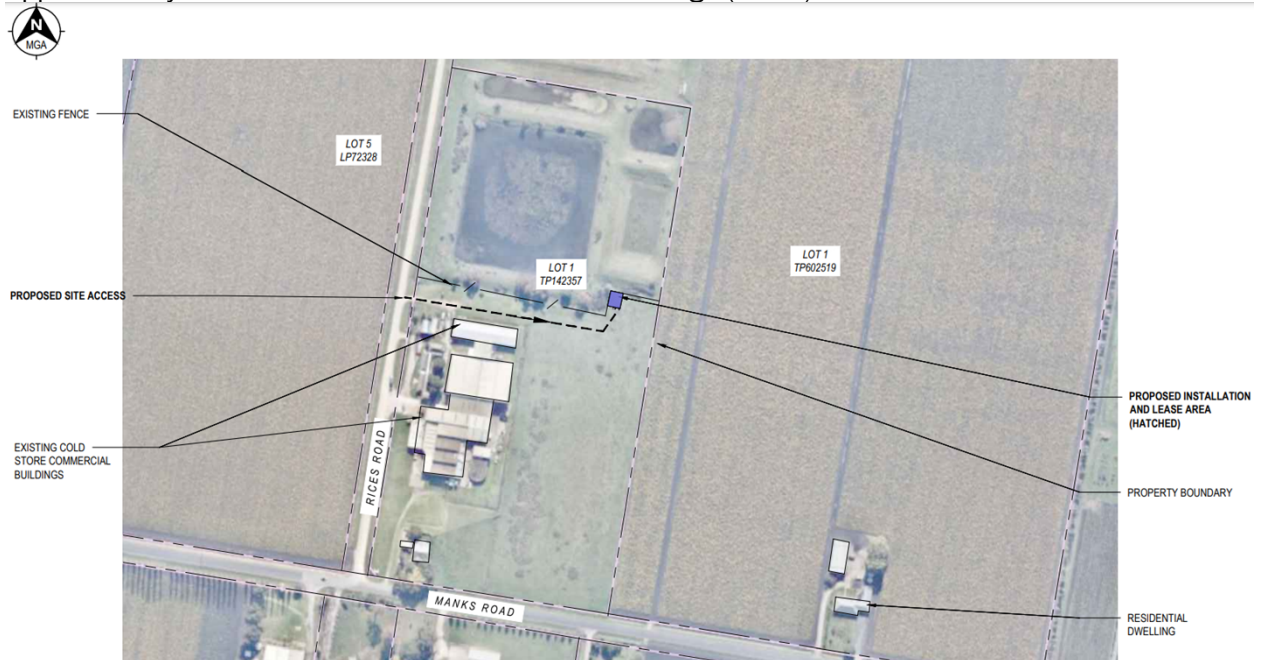 N
MGA
EXISTING FENCE
LOT 5
LP72328
LOT 1
TP142357
LOT 1
TP602519
PROPOSED SITE ACCESS
PROPOSED INSTALLATION
AND LEASE AREA
(HATCHED)
EXISTING COLD
STORE COMMERCIAL
BUILDINGS
RICES ROAD
PROPERTY BOUNDARY
MANKS ROAD
RESIDENTIAL
DWELLING